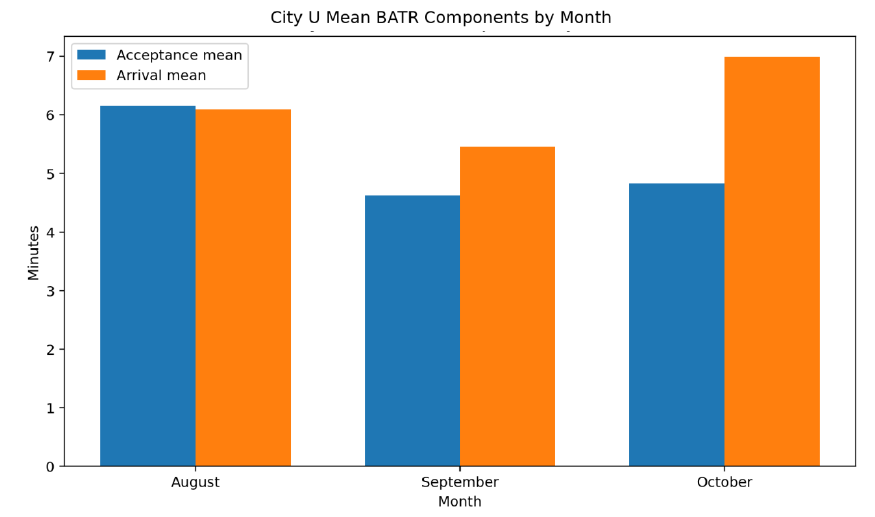 City U Mean BATR Components by Month
Acceptance mean
Arrival mean
7
6
5
4
3
2
1
0
Minutes
August
September
October
Month